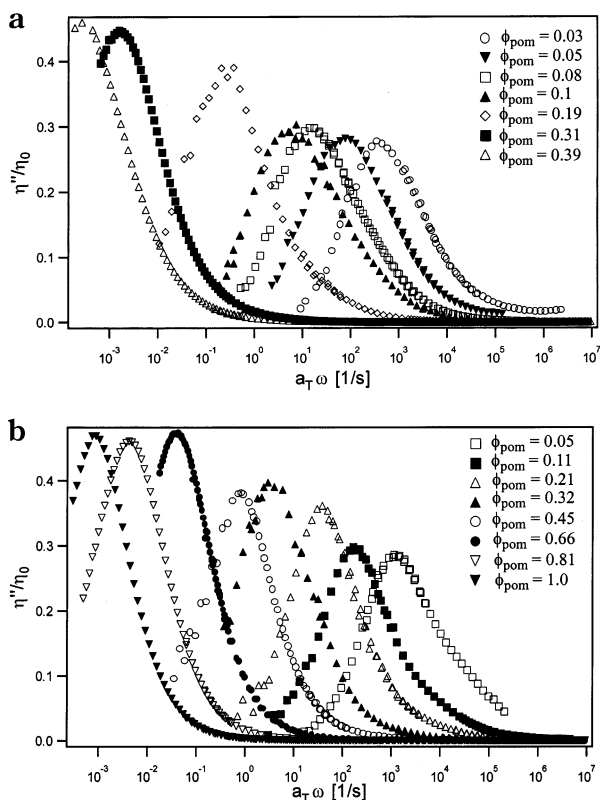 a
ϕpom = 0.03
ϕpom = 0.05
ϕpom = 0.08
ϕpom = 0.1
ϕpom = 0.19
ϕpom = 0.31
ϕpom = 0.39
0.4
0.3
0.2
0.1
0.0
η''/η0
10-3
10-2
10-1
100
101
102
103
104
105
106
107
aT ω [1/s]
b
ϕpom = 0.05
ϕpom = 0.11
ϕpom = 0.21
ϕpom = 0.32
ϕpom = 0.45
ϕpom = 0.66
ϕpom = 0.81
ϕpom = 1.0
0.4
0.3
0.2
0.1
0.0
η''/η0
10-3
10-2
10-1
100
101
102
103
104
105
106
107
aT ω [1/s]